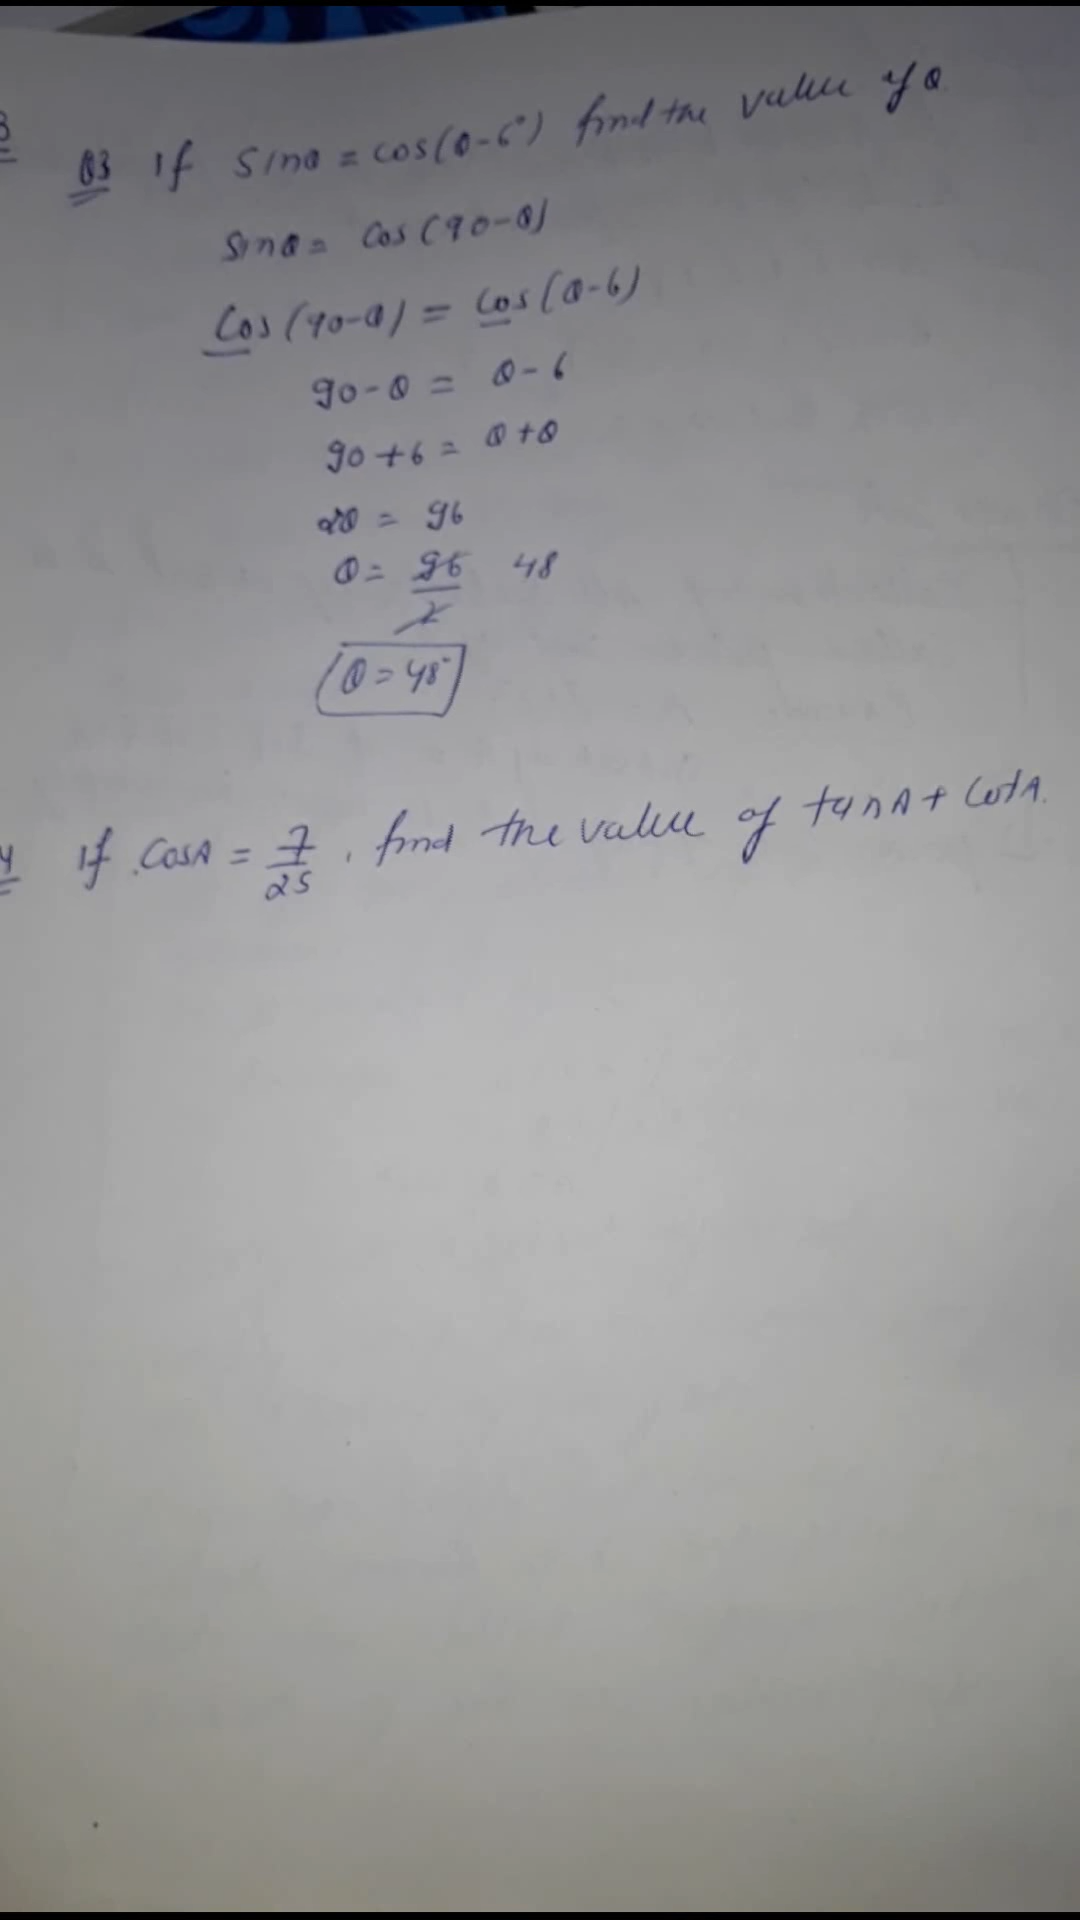 3
Q3 If sinθ = cos(θ-6°) find the value of θ.
sinθ = cos(90-θ)
Cos(90-θ) = cos(θ-6)
90-θ = θ-6
90+6 = θ+θ
2θ = 96
θ = 96/2 48
θ = 48°
4 If cosA = 7/25, find the value of tanA + cotA.